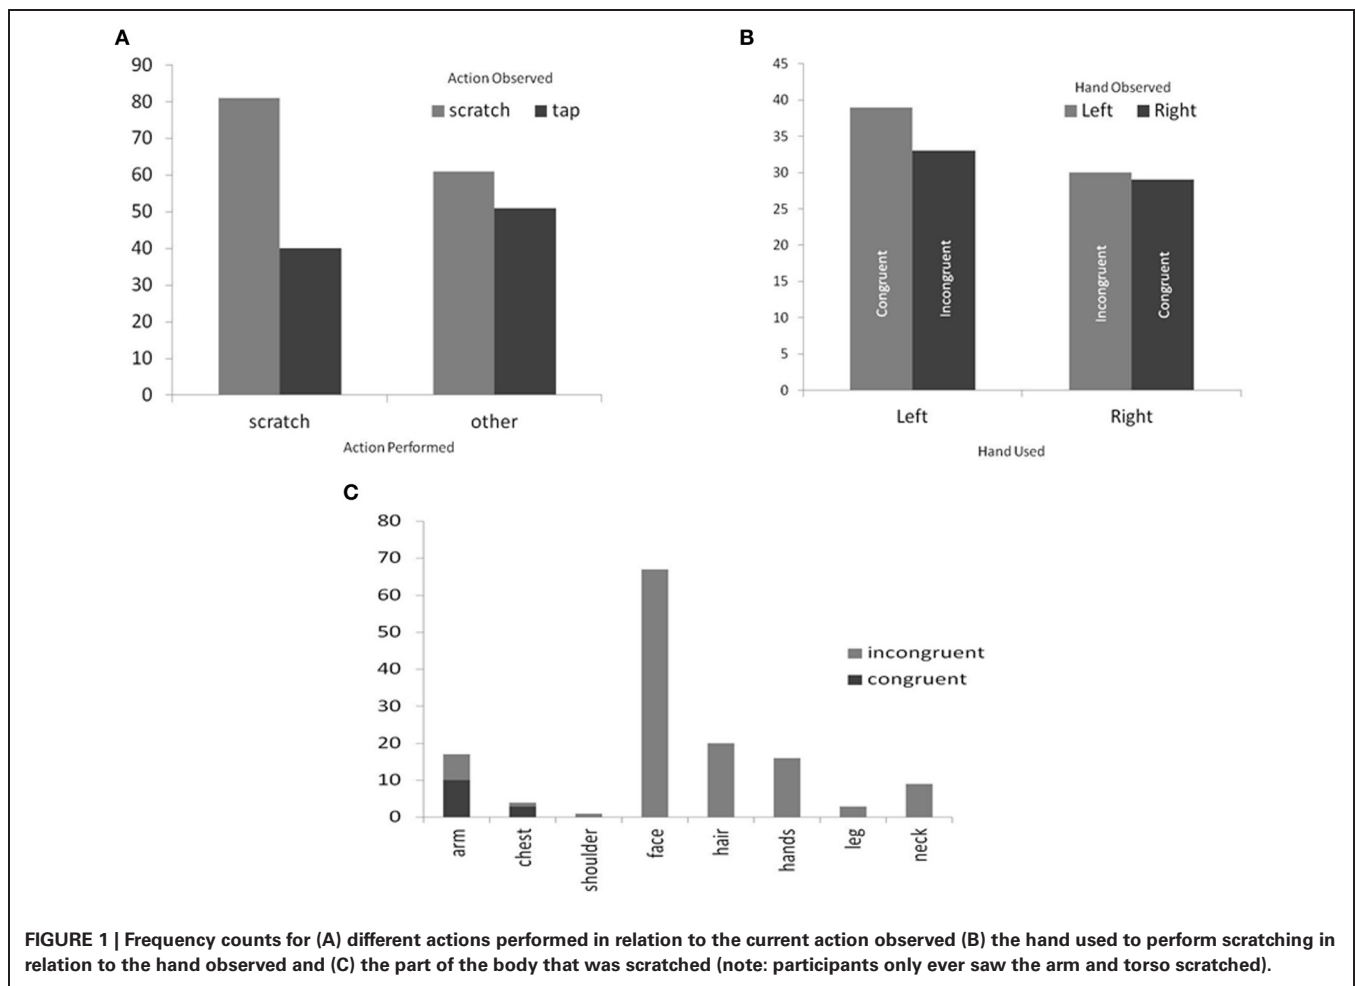 A
90
80
70
60
50
40
30
20
10
0
Action Observed
scratch tap
scratch other
Action Performed
B
45
40
35
30
25
20
15
10
5
0
Hand Observed
Left Right
Congruent
Incongruent
Incongruent
Congruent
Left Right
Hand Used
C
80
70
60
50
40
30
20
10
0
incongruent
congruent
arm
chest
shoulder
face
hair
hands
leg
neck
FIGURE 1 | Frequency counts for (A) different actions performed in relation to the current action observed (B) the hand used to perform scratching in
relation to the hand observed and (C) the part of the body that was scratched (note: participants only ever saw the arm and torso scratched).